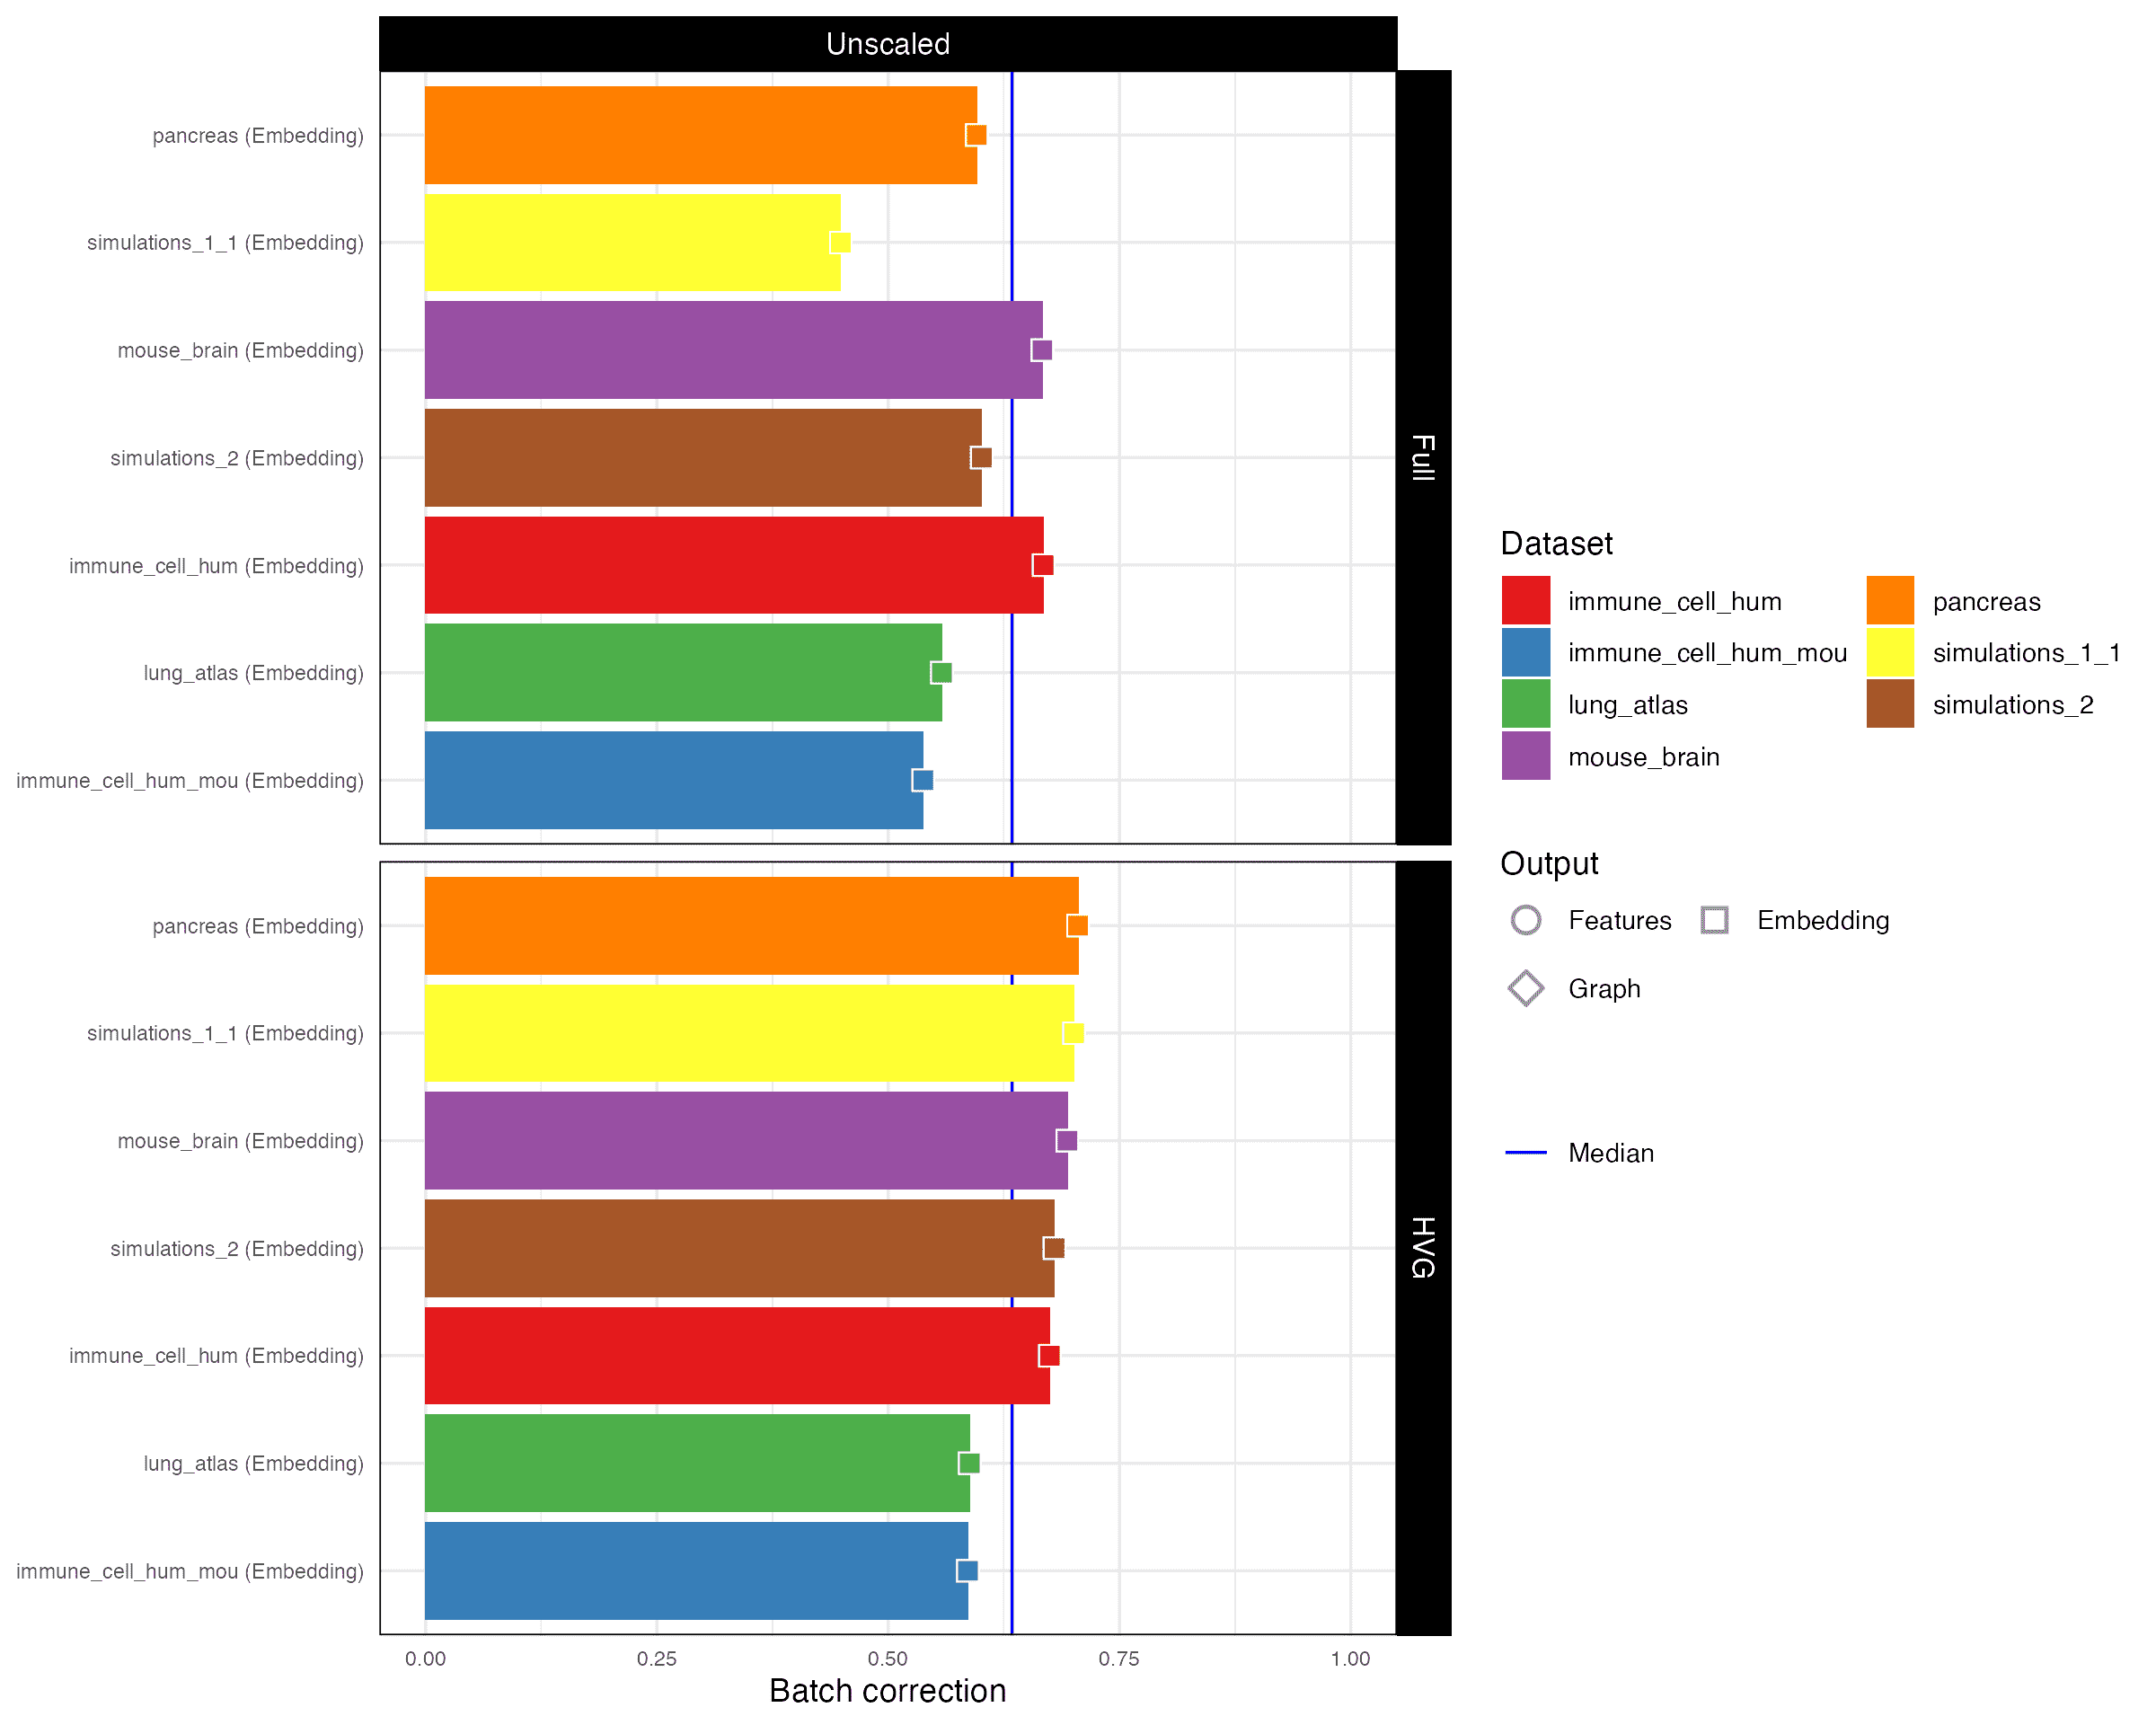 Unscaled
pancreas (Embedding)
simulations_1_1 (Embedding)
mouse_brain (Embedding)
simulations_2 (Embedding)
immune_cell_hum (Embedding)
lung_atlas (Embedding)
immune_cell_hum_mou (Embedding)
Full
pancreas (Embedding)
simulations_1_1 (Embedding)
mouse_brain (Embedding)
simulations_2 (Embedding)
immune_cell_hum (Embedding)
lung_atlas (Embedding)
immune_cell_hum_mou (Embedding)
HVG
0.00 0.25 0.50 0.75 1.00
Batch correction
Dataset
immune_cell_hum pancreas
immune_cell_hum_mou simulations_1_1
lung_atlas simulations_2
mouse_brain
Output
Features Embedding
Graph
Median